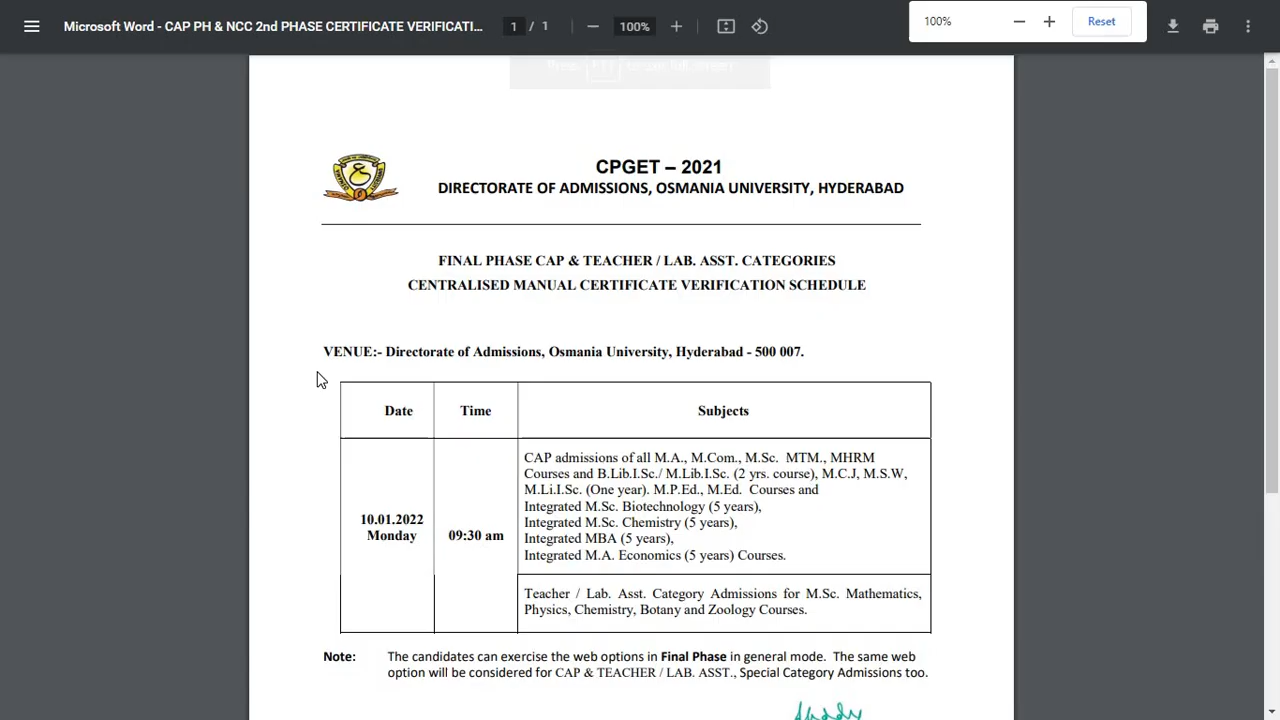 Microsoft Word - CAP PH & NCC 2nd PHASE CERTIFICATE VERIFICATI...
1 / 1
100%
100%
Reset
CPGET – 2021
DIRECTORATE OF ADMISSIONS, OSMANIA UNIVERSITY, HYDERABAD
FINAL PHASE CAP & TEACHER / LAB. ASST. CATEGORIES
CENTRALISED MANUAL CERTIFICATE VERIFICATION SCHEDULE
VENUE:- Directorate of Admissions, Osmania University, Hyderabad - 500 007.
Date Time Subjects
10.01.2022
Monday
09:30 am
CAP admissions of all M.A., M.Com., M.Sc. MTM., MHRM
Courses and B.Lib.I.Sc./ M.Lib.I.Sc. (2 yrs. course), M.C.J, M.S.W,
M.Li.I.Sc. (One year). M.P.Ed., M.Ed. Courses and
Integrated M.Sc. Biotechnology (5 years),
Integrated M.Sc. Chemistry (5 years),
Integrated MBA (5 years),
Integrated M.A. Economics (5 years) Courses.
Teacher / Lab. Asst. Category Admissions for M.Sc. Mathematics,
Physics, Chemistry, Botany and Zoology Courses.
Note: The candidates can exercise the web options in Final Phase in general mode. The same web
option will be considered for CAP & TEACHER / LAB. ASST., Special Category Admissions too.